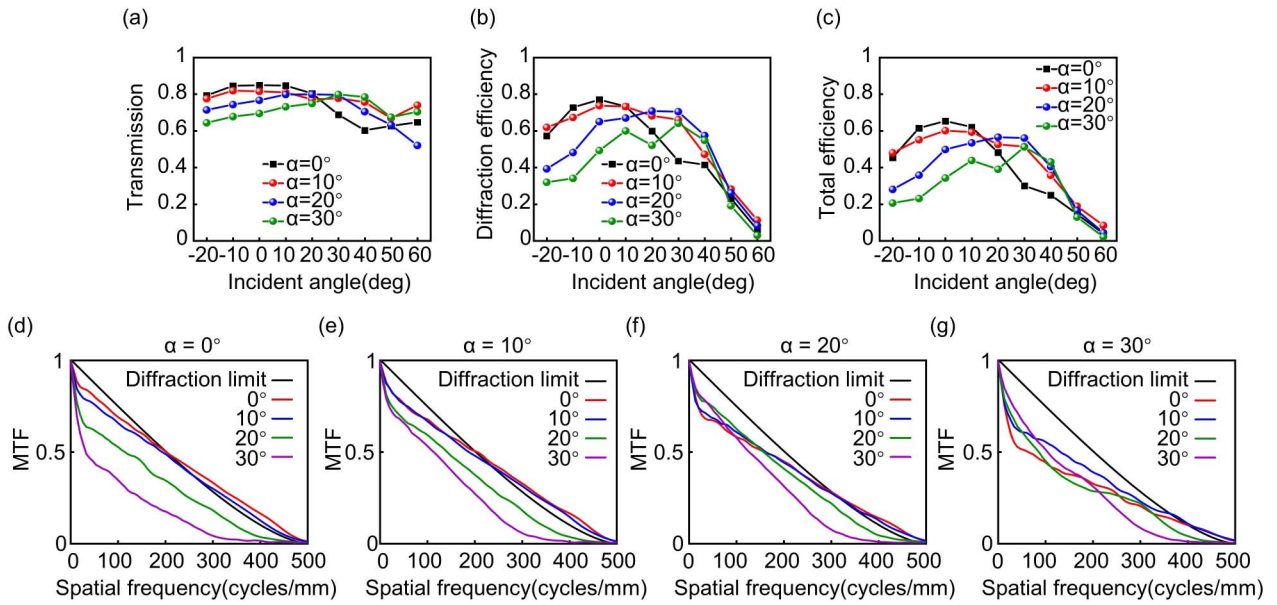 (a)
1
0.8
0.6
0.4
0.2
0
Transmission
α=0°
α=10°
α=20°
α=30°
-20 -10 0 10 20 30 40 50 60
Incident angle(deg)
(b)
1
0.8
0.6
0.4
0.2
0
Diffraction efficiency
α=0°
α=10°
α=20°
α=30°
-20 -10 0 10 20 30 40 50 60
Incident angle(deg)
(c)
1
0.8
0.6
0.4
0.2
0
Total efficiency
α=0°
α=10°
α=20°
α=30°
-20 -10 0 10 20 30 40 50 60
Incident angle(deg)
(d)
α = 0°
1
0.5
0
MTF
Diffraction limit
0°
10°
20°
30°
0 100 200 300 400 500
Spatial frequency(cycles/mm)
(e)
α = 10°
1
0.5
0
MTF
Diffraction limit
0°
10°
20°
30°
0 100 200 300 400 500
Spatial frequency(cycles/mm)
(f)
α = 20°
1
0.5
0
MTF
Diffraction limit
0°
10°
20°
30°
0 100 200 300 400 500
Spatial frequency(cycles/mm)
(g)
α = 30°
1
0.5
0
MTF
Diffraction limit
0°
10°
20°
30°
0 100 200 300 400 500
Spatial frequency(cycles/mm)